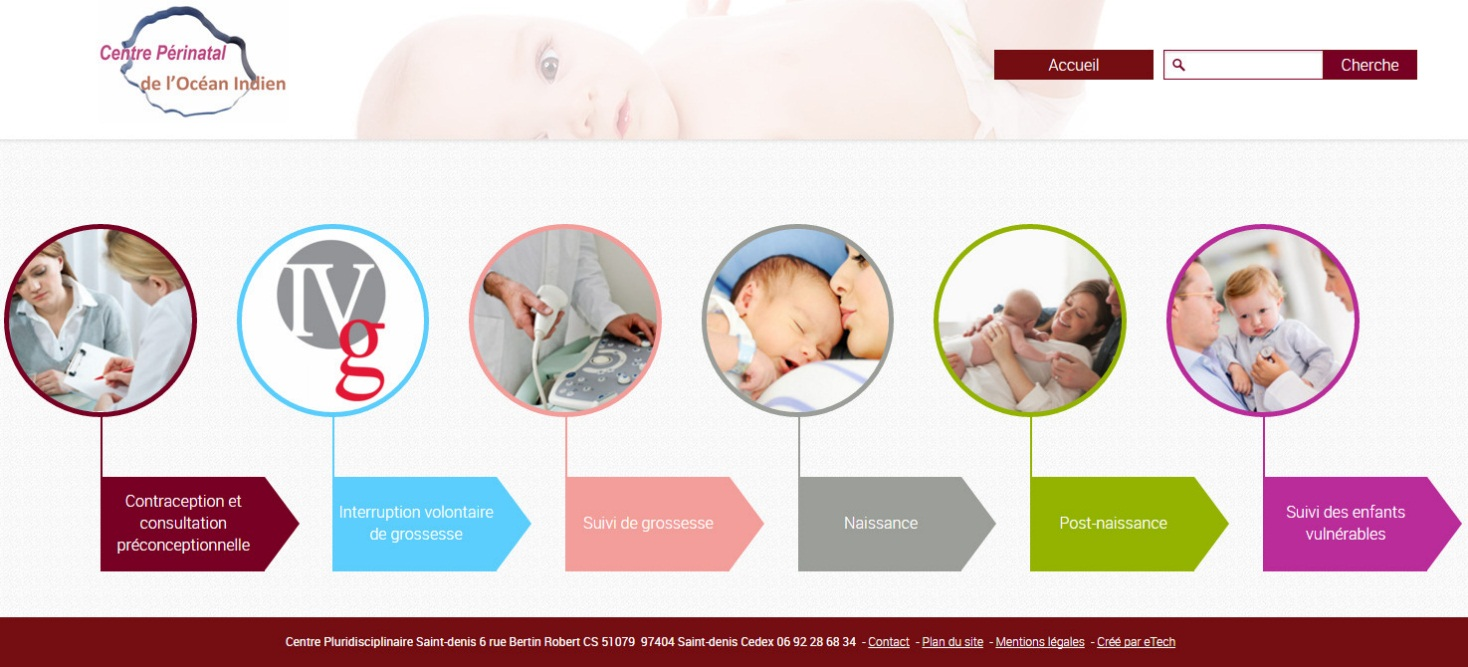 Centre Périnatal
de l'Océan Indien
Accueil
Cherche
IVg
Contraception et
consultation
préconceptionnelle
Interruption volontaire
de grossesse
Suivi de grossesse
Naissance
Post-naissance
Suivi des enfants
vulnérables
Centre Pluridisciplinaire Saint-denis 6 rue Bertin Robert CS 51079 97404 Saint-denis Cedex 06 92 28 68 34 - Contact - Plan du site - Mentions légales - Créé par eTech